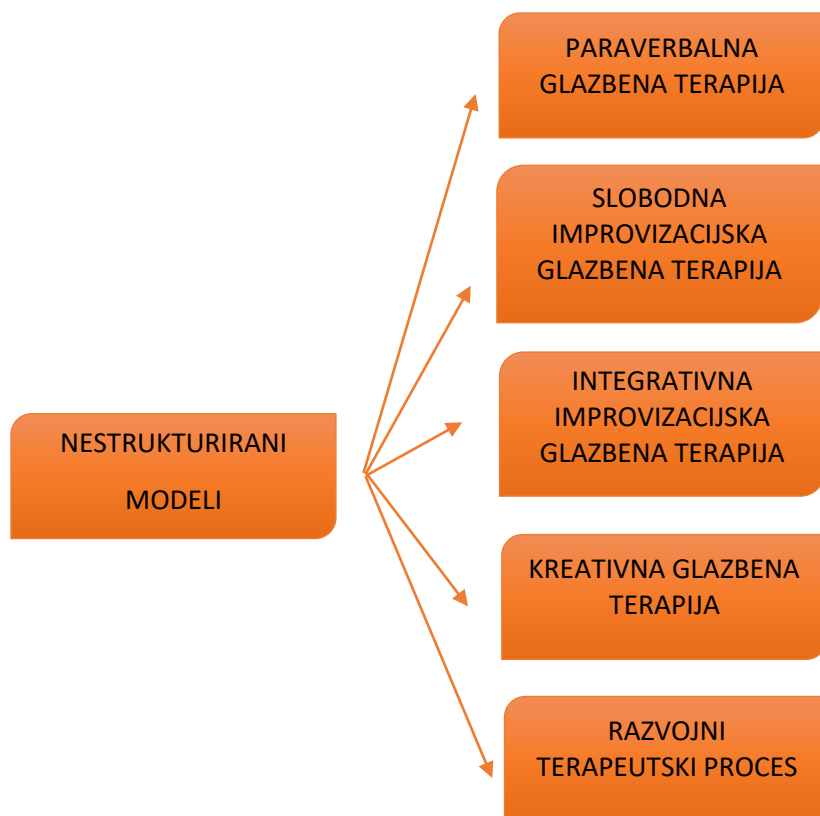 PARAVERBALNA
GLAZBENA TERAPIJA
SLOBODNA
IMPROVIZACIJSKA
GLAZBENA TERAPIJA
INTEGRATIVNA
IMPROVIZACIJSKA
GLAZBENA TERAPIJA
NESTRUKTURIRANI
MODELI
KREATIVNA GLAZBENA
TERAPIJA
RAZVOJNI
TERAPEUTSKI PROCES